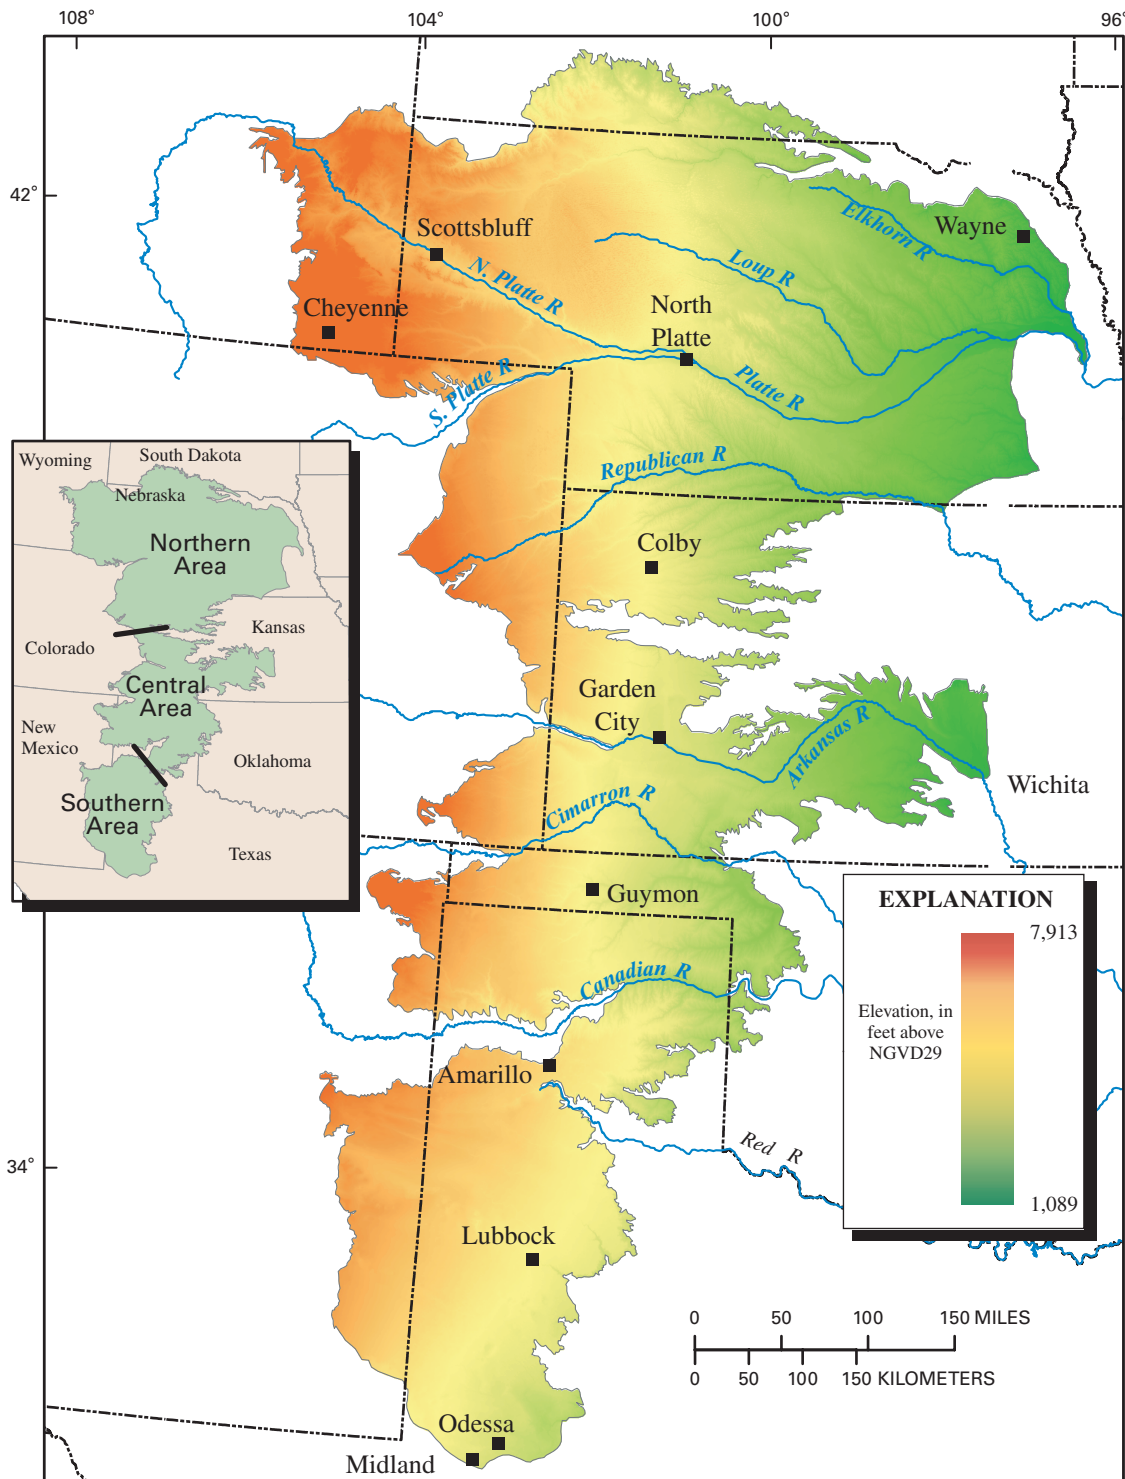 108°
104°
100°
96°
42°
34°
Scottsbluff
Cheyenne
N. Platte R
S. Platte R
North
Platte
Platte R
Loup R
Elkhorn R
Wayne
Republican R
Colby
Garden
City
Arkansas R
Wichita
Cimarron R
Guymon
Canadian R
Amarillo
Red R
Lubbock
Odessa
Midland
Wyoming
South Dakota
Nebraska
Northern
Area
Colorado
Kansas
Central
Area
New
Mexico
Oklahoma
Southern
Area
Texas
EXPLANATION
7,913
Elevation, in
feet above
NGVD29
1,089
0 50 100 150 MILES
0 50 100 150 KILOMETERS